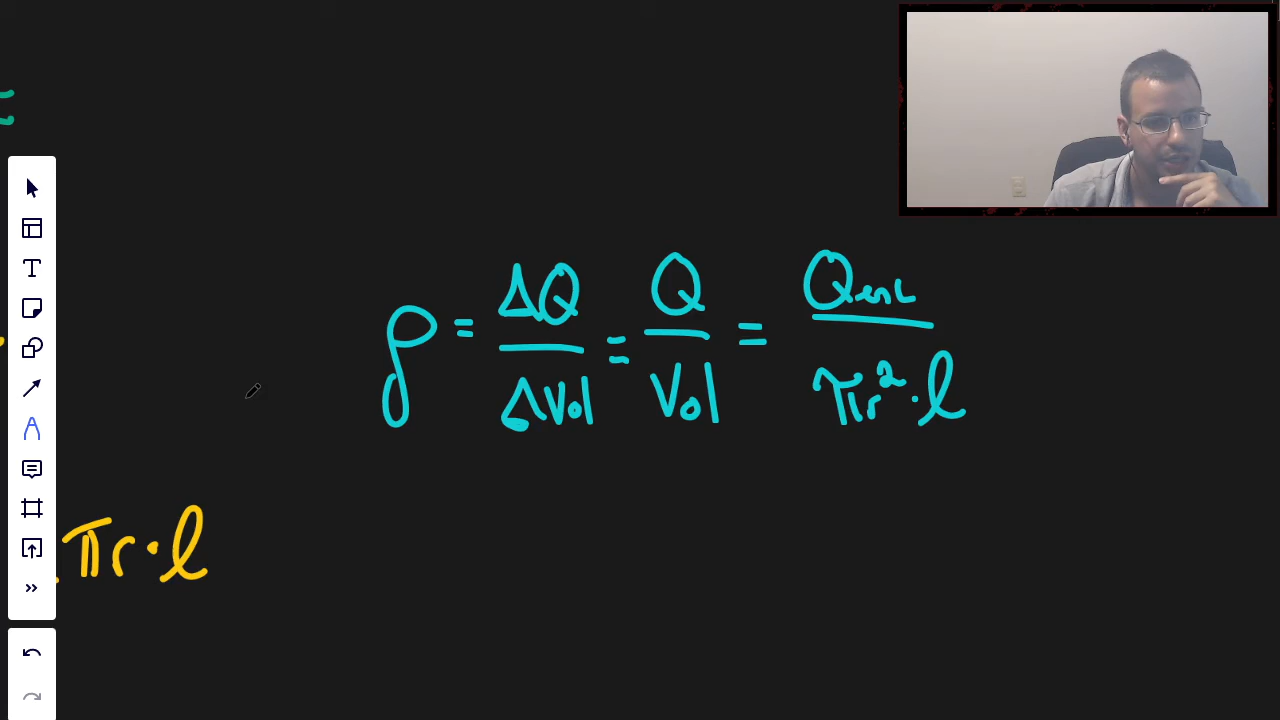 =
ρ = ΔQ/ΔVol = Q/Vol = Qenc/πr²·l
πr·l